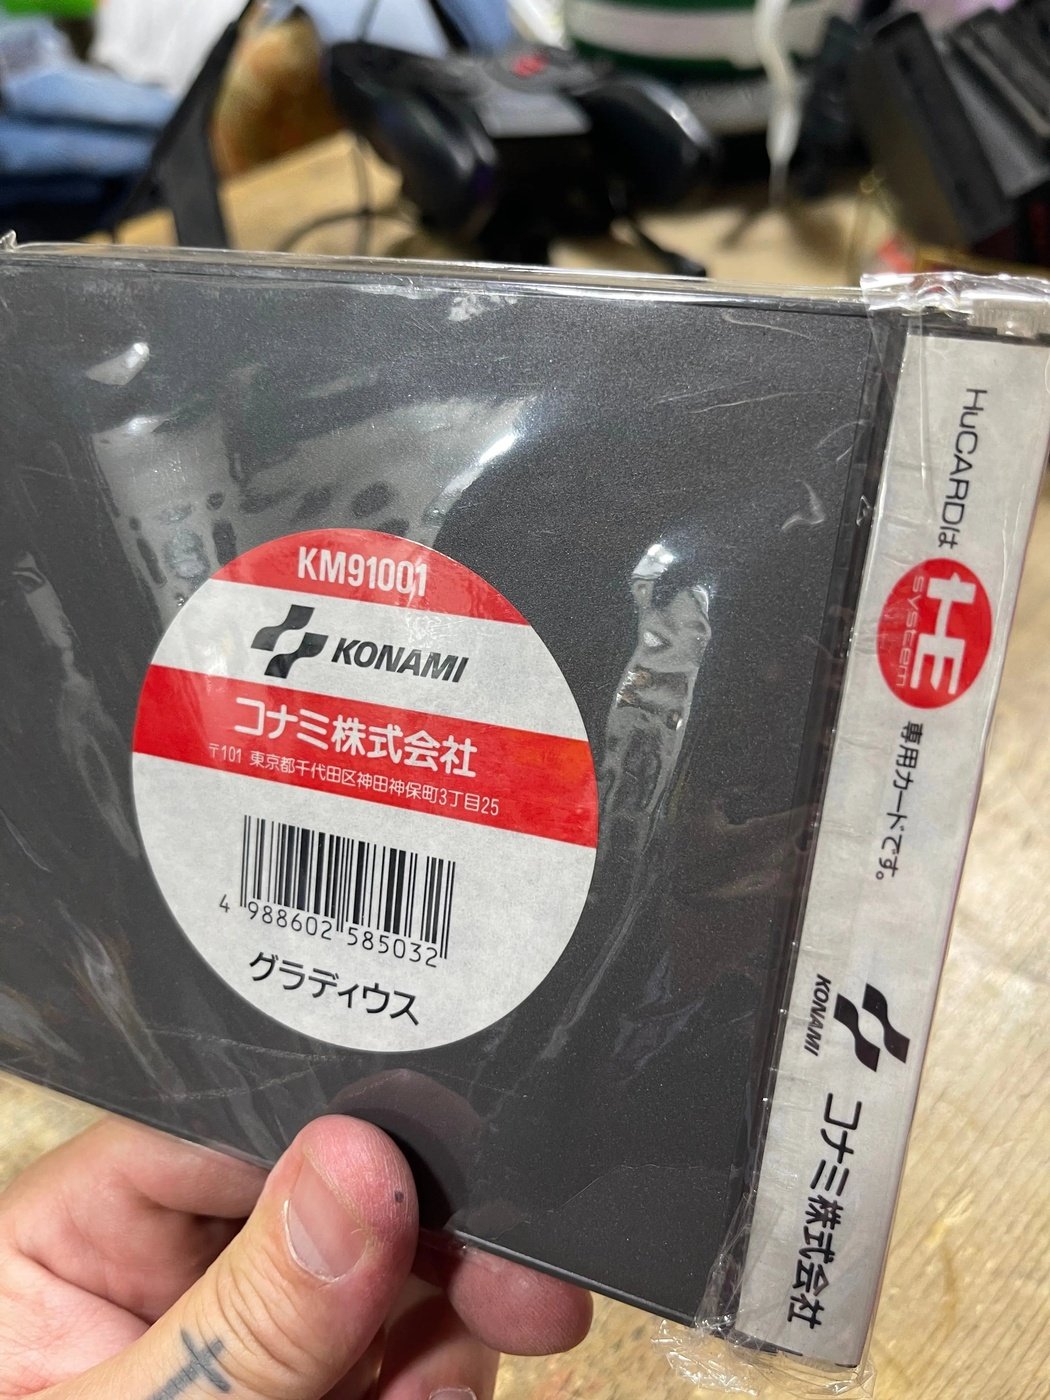 KM91001
KONAMI
コナミ株式会社
〒101 東京都千代田区神田神保町3丁目25
4 988602 585032
グラディウス
HuCARDは
HE
SYSTEM
専用カードです。
KONAMI
コナミ株式会社